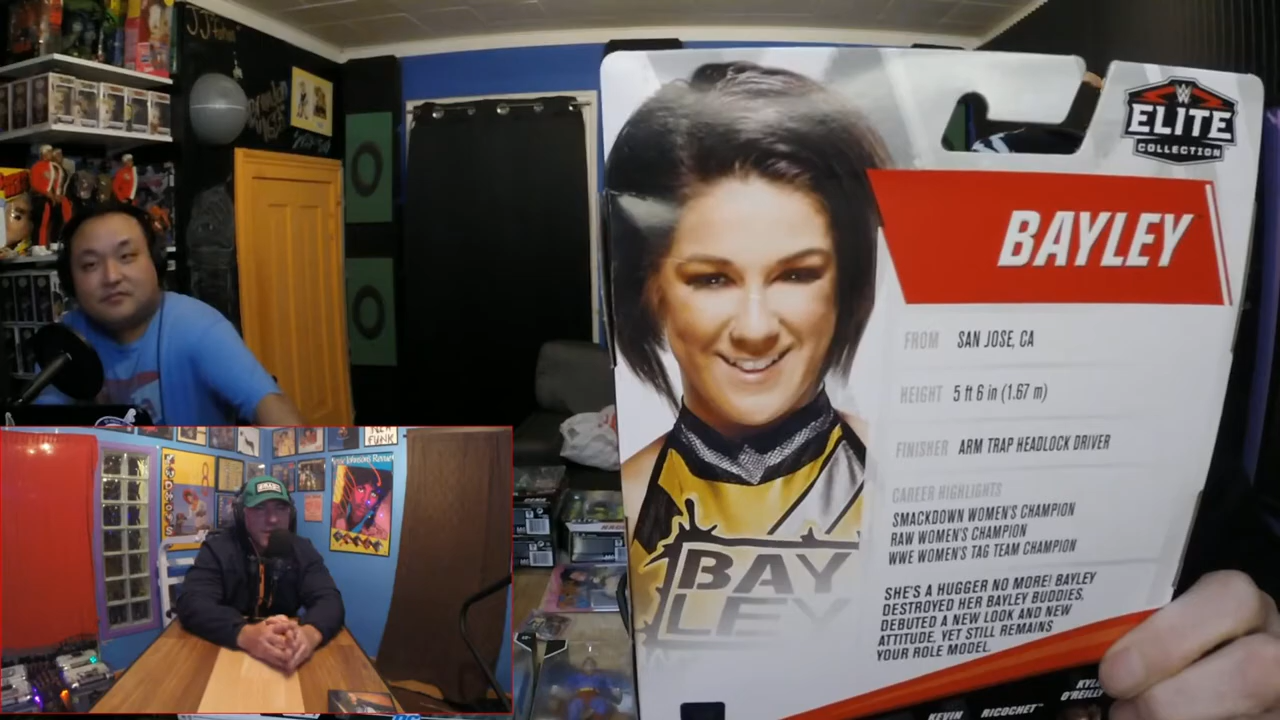 JJ
W
ELITE
COLLECTION
BAYLEY
FROM SAN JOSE, CA
HEIGHT 5 ft 6 in (1.67 m)
FINISHER ARM TRAP HEADLOCK DRIVER
CAREER HIGHLIGHTS
SMACKDOWN WOMEN'S CHAMPION
RAW WOMEN'S CHAMPION
WWE WOMEN'S TAG TEAM CHAMPION
SHE'S A HUGGER NO MORE! BAYLEY
DESTROYED HER BAYLEY BUDDIES,
DEBUTED A NEW LOOK AND NEW
ATTITUDE, YET STILL REMAINS
YOUR ROLE MODEL.
BAY
LEY
KYLE
O'REILLY
KEVIN
RICOCHET™
FUNK